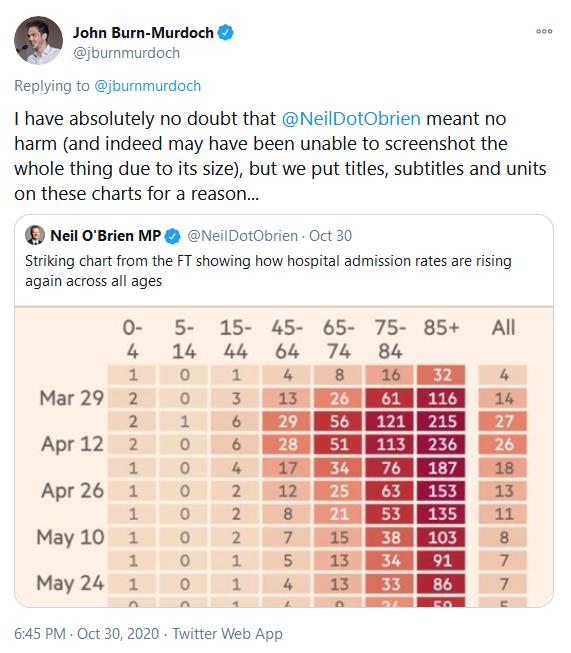 John Burn-Murdoch
@jburnmurdoch
Replying to @jburnmurdoch
I have absolutely no doubt that @NeilDotObrien meant no
harm (and indeed may have been unable to screenshot the
whole thing due to its size), but we put titles, subtitles and units
on these charts for a reason...
Neil O'Brien MP @NeilDotObrien · Oct 30
Striking chart from the FT showing how hospital admission rates are rising
again across all ages
0- 5- 15- 45- 65- 75- 85+ All
4 14 44 64 74 84
1 0 1 4 8 16 32 4
Mar 29 2 0 3 13 26 61 116 14
2 1 6 29 56 121 215 27
Apr 12 2 0 6 28 51 113 236 26
1 0 4 17 34 76 187 18
Apr 26 1 0 2 12 25 63 153 13
1 0 2 8 21 53 135 11
May 10 1 0 2 7 15 38 103 8
1 0 1 5 13 34 91 7
May 24 1 0 1 4 13 33 86 7
6:45 PM · Oct 30, 2020 · Twitter Web App